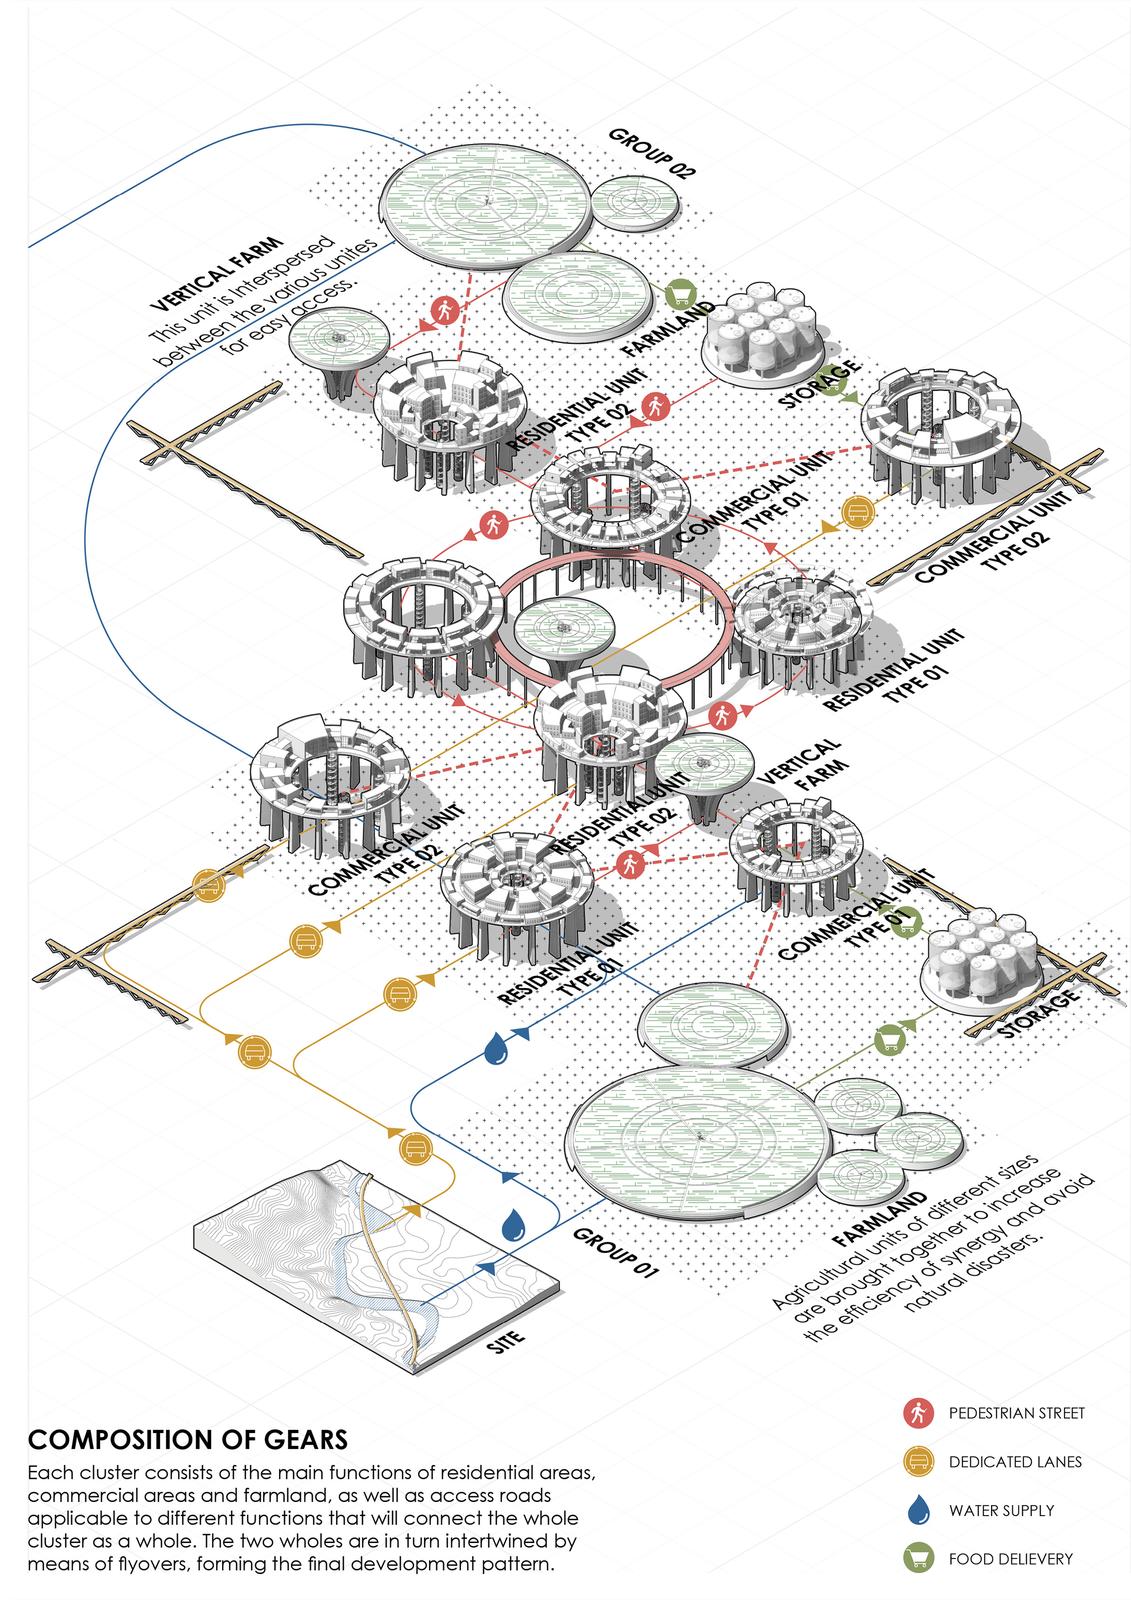 GROUP 02
VERTICAL FARM
This unit is Interspersed
between the various unites
for easy access.
FARMLAND
STORAGE
RESIDENTIAL UNIT
TYPE 02
COMMERCIAL UNIT
TYPE 01
COMMERCIAL UNIT
TYPE 02
RESIDENTIAL UNIT
TYPE 01
VERTICAL
FARM
RESIDENTIAL UNIT
TYPE 02
COMMERCIAL UNIT
TYPE 02
COMMERCIAL UNIT
TYPE 01
RESIDENTIAL UNIT
TYPE 01
STORAGE
GROUP 01
FARMLAND
Agricultural units of different sizes
are brought together to increase
the efficiency of synergy and avoid
natural disasters.
SITE
COMPOSITION OF GEARS
Each cluster consists of the main functions of residential areas,
commercial areas and farmland, as well as access roads
applicable to different functions that will connect the whole
cluster as a whole. The two wholes are in turn intertwined by
means of flyovers, forming the final development pattern.
PEDESTRIAN STREET
DEDICATED LANES
WATER SUPPLY
FOOD DELIEVERY